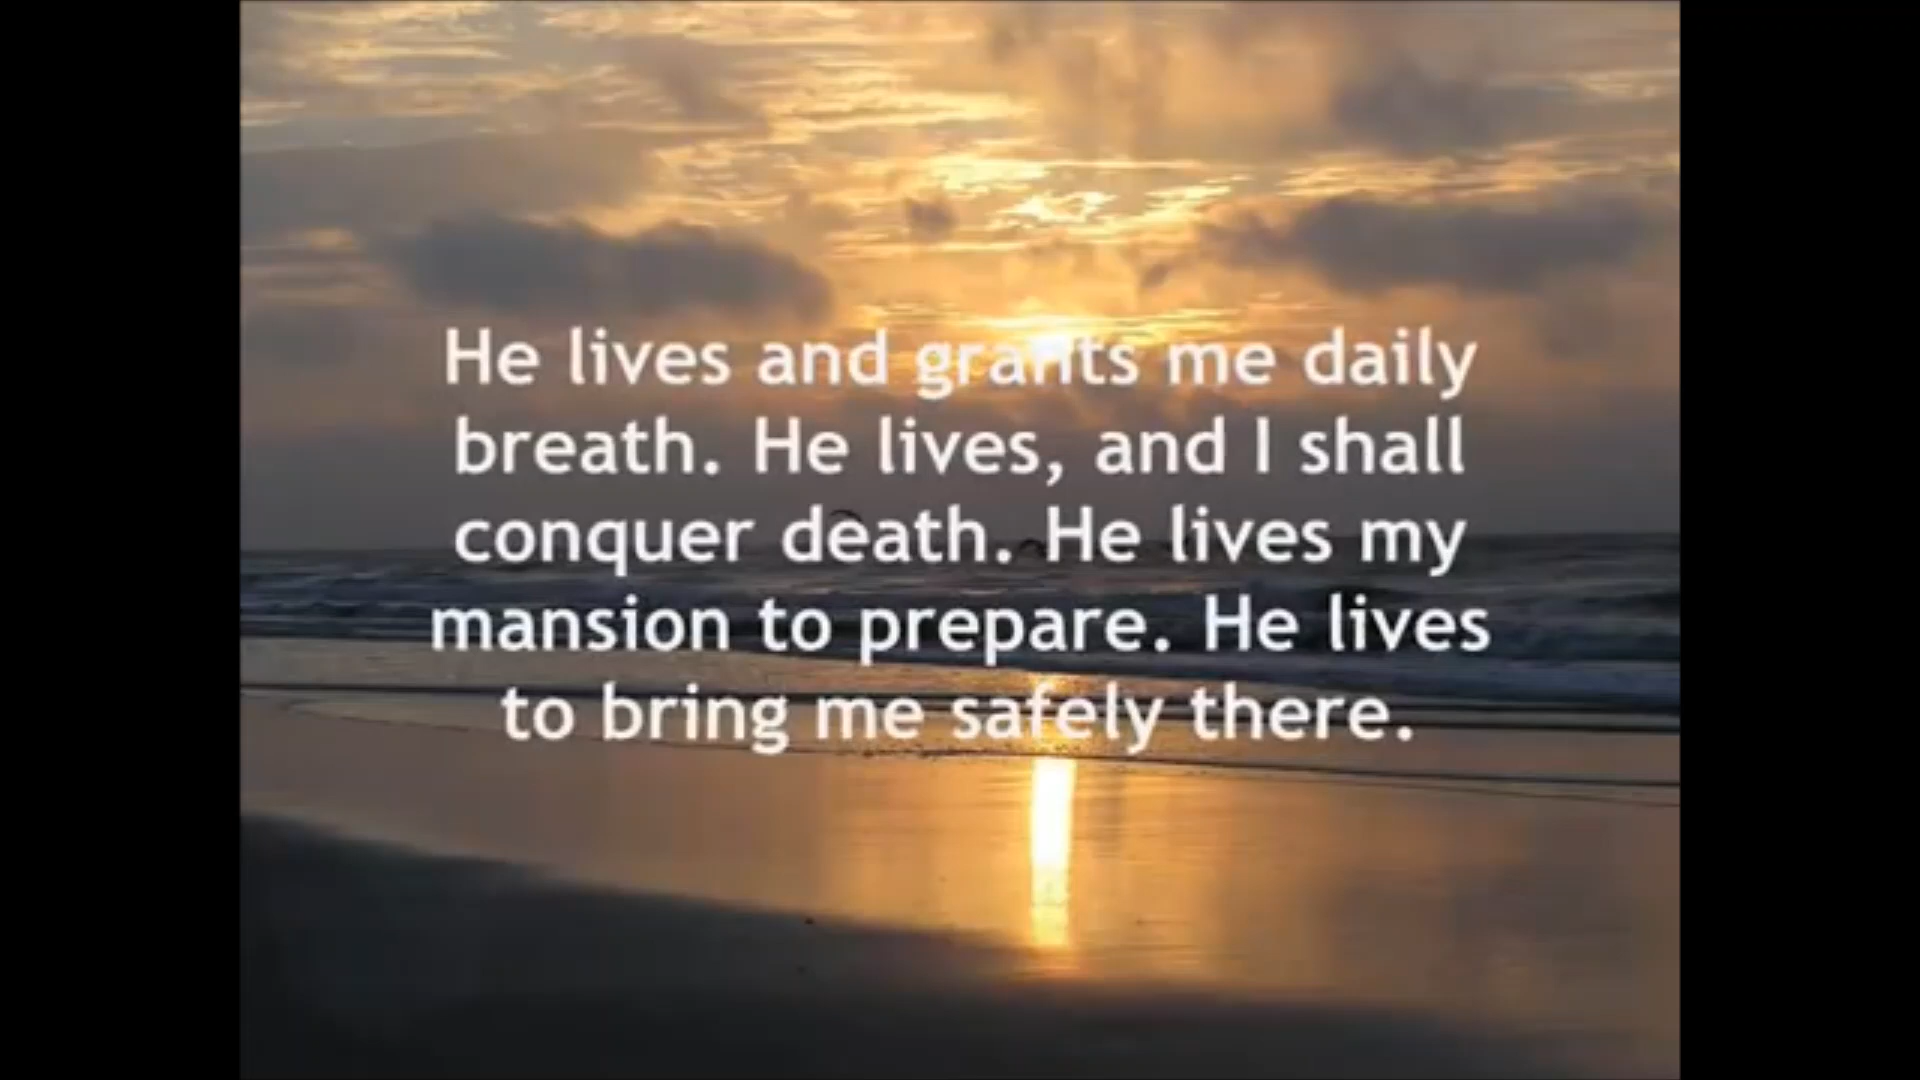 He lives and grants me daily
breath. He lives, and I shall
conquer death. He lives my
mansion to prepare. He lives
to bring me safely there.